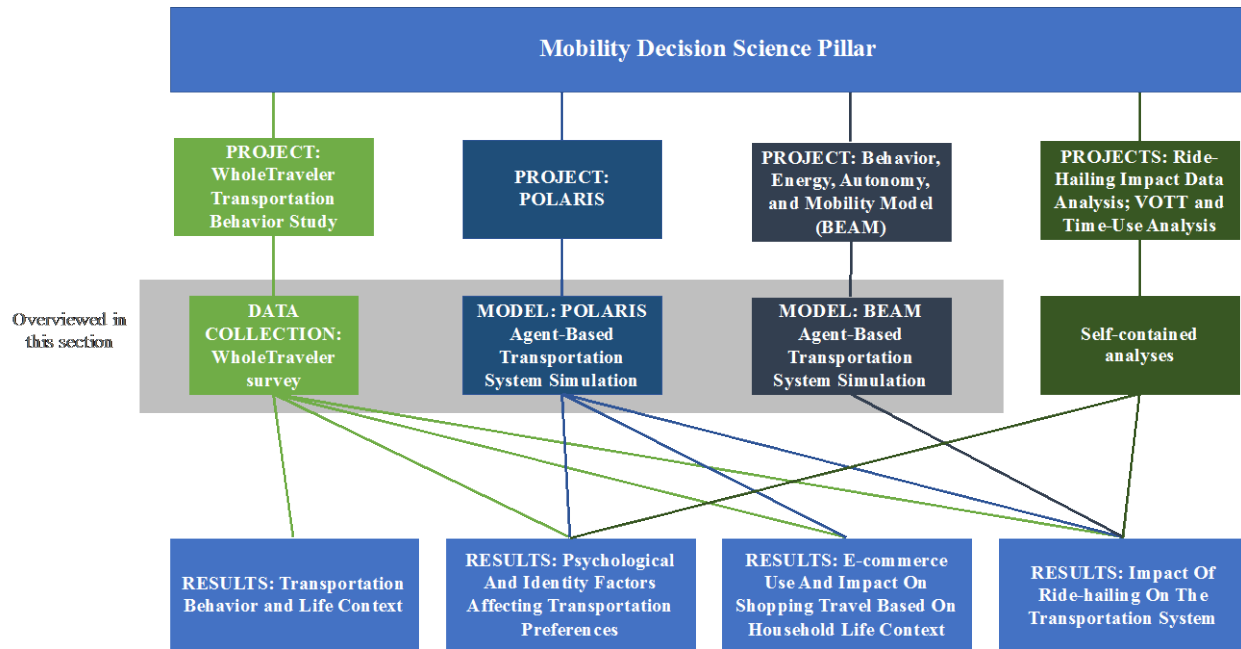 Mobility Decision Science Pillar
PROJECT:
WholeTraveler
Transportation
Behavior Study
PROJECT:
POLARIS
PROJECT: Behavior,
Energy, Autonomy,
and Mobility Model
(BEAM)
PROJECTS: Ride-
Hailing Impact Data
Analysis; VOTT and
Time-Use Analysis
Overviewed in
this section
DATA
COLLECTION:
WholeTraveler
survey
MODEL: POLARIS
Agent-Based
Transportation
System Simulation
MODEL: BEAM
Agent-Based
Transportation
System Simulation
Self-contained
analyses
RESULTS: Transportation
Behavior and Life Context
RESULTS: Psychological
And Identity Factors
Affecting Transportation
Preferences
RESULTS: E-commerce
Use And Impact On
Shopping Travel Based On
Household Life Context
RESULTS: Impact Of
Ride-hailing On The
Transportation System